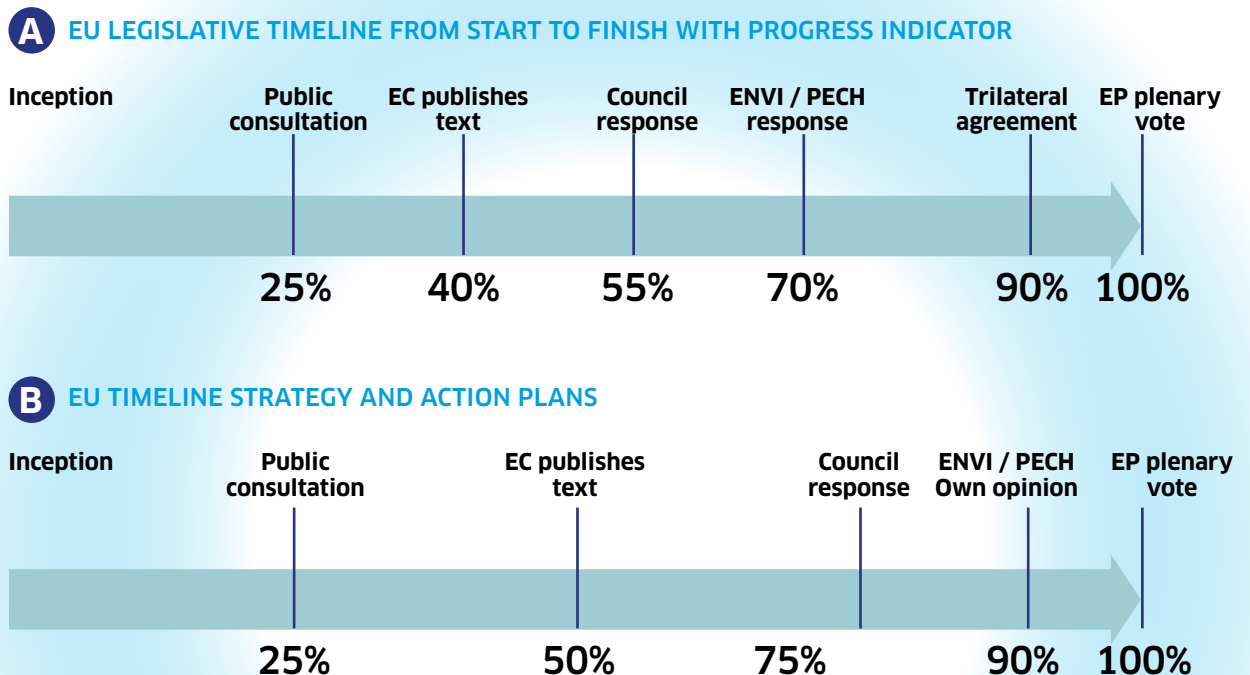 A EU LEGISLATIVE TIMELINE FROM START TO FINISH WITH PROGRESS INDICATOR
Inception
Public
consultation
EC publishes
text
Council
response
ENVI / PECH
response
Trilateral
agreement
EP plenary
vote
25% 40% 55% 70% 90% 100%
B EU TIMELINE STRATEGY AND ACTION PLANS
Inception
Public
consultation
EC publishes
text
Council
response
ENVI / PECH
Own opinion
EP plenary
vote
25% 50% 75% 90% 100%